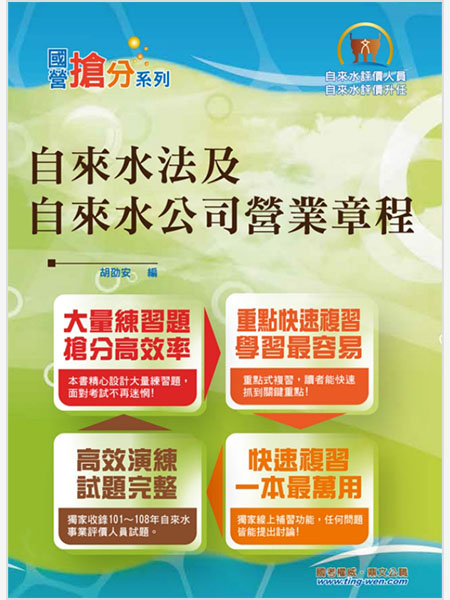 國營搶分系列
自來水評價人員
自來水評價升任
自來水法及
自來水公司營業章程
胡劭安 編
大量練習題
搶分高效率
本書精心設計大量練習題，
面對考試不再迷惘！
重點快速複習
學習最容易
重點式複習，讀者能快速
抓到關鍵重點！
高效演練
試題完整
獨家收錄101～108年自來水
事業評價人員試題。
快速複習
一本最萬用
獨家線上補習功能，任何問題
皆能提出討論！
國考權威・鼎文公職
www.ting-wen.com